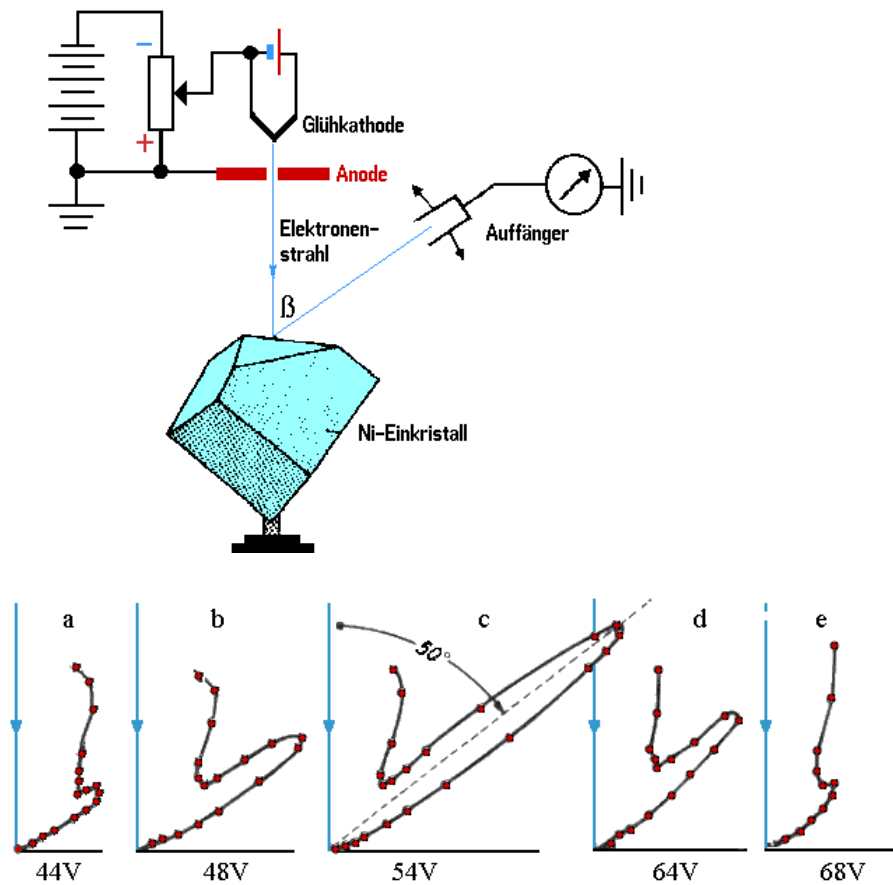 −
Glühkathode
+
Anode
Elektronen-
strahl
Auffänger
ß
Ni-Einkristall
a
b
c
d
e
50°
44V
48V
54V
64V
68V